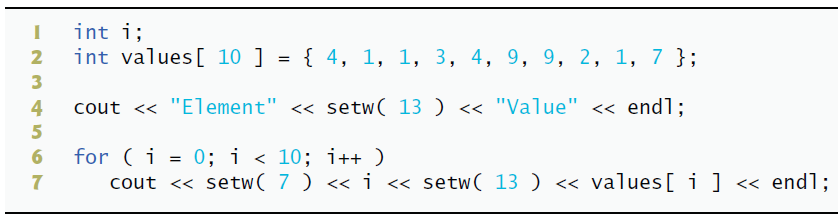 1 int i;
2 int values[ 10 ] = { 4, 1, 1, 3, 4, 9, 9, 2, 1, 7 };
3
4 cout << "Element" << setw( 13 ) << "Value" << endl;
5
6 for ( i = 0; i < 10; i++ )
7 cout << setw( 7 ) << i << setw( 13 ) << values[ i ] << endl;